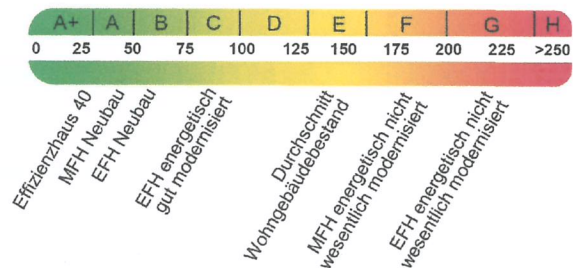 A+ A B C D E F G H
0 25 50 75 100 125 150 175 200 225 >250
Effizienzhaus 40
MFH Neubau
EFH Neubau
EFH energetisch
gut modernisiert
Durchschnitt
Wohngebäudebestand
MFH energetisch nicht
wesentlich modernisiert
EFH energetisch nicht
wesentlich modernisiert